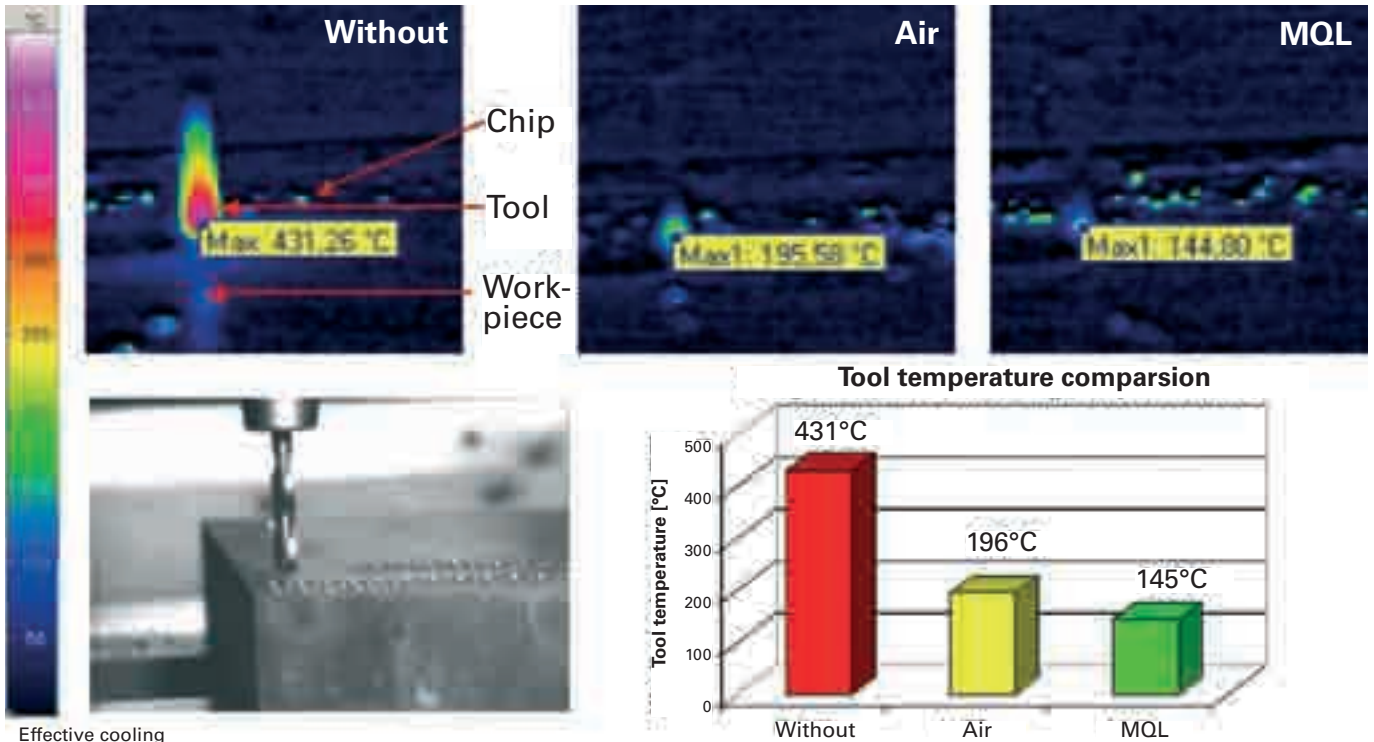 °C
Without
Air
MQL
Chip
Tool
Work-
piece
Max: 431,26 °C
Max1: 195.58 °C
Max1: 144,80 °C
Tool temperature comparsion
Tool temperature [°C]
500
400
300
200
100
0
431°C
196°C
145°C
Without
Air
MQL
Effective cooling